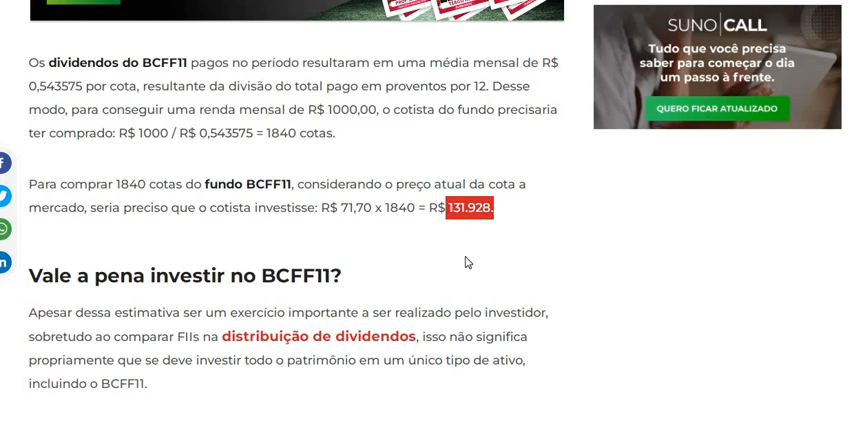 Os dividendos do BCFF11 pagos no período resultaram em uma média mensal de R$
0,543575 por cota, resultante da divisão do total pago em proventos por 12. Desse
modo, para conseguir uma renda mensal de R$ 1000,00, o cotista do fundo precisaria
ter comprado: R$ 1000 / R$ 0,543575 = 1840 cotas.
Para comprar 1840 cotas do fundo BCFF11, considerando o preço atual da cota a
mercado, seria preciso que o cotista investisse: R$ 71,70 x 1840 = R$ 131.928.
Vale a pena investir no BCFF11?
Apesar dessa estimativa ser um exercício importante a ser realizado pelo investidor,
sobretudo ao comparar FIIs na distribuição de dividendos, isso não significa
propriamente que se deve investir todo o patrimônio em um único tipo de ativo,
incluindo o BCFF11.
SUNO|CALL
Tudo que você precisa
saber para começar o dia
um passo à frente.
QUERO FICAR ATUALIZADO